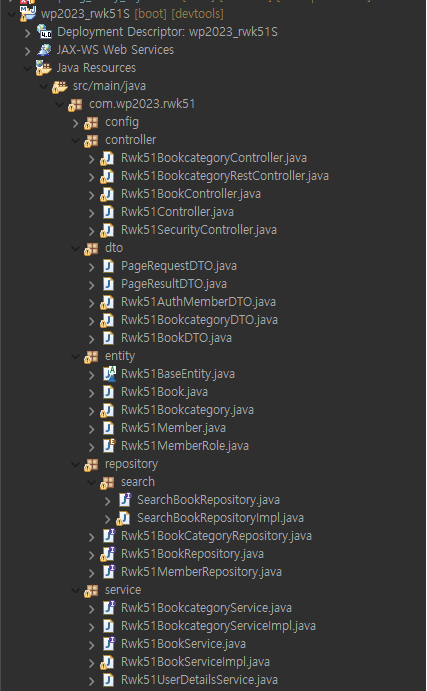 wp2023_rwk51S [boot] [devtools]
Deployment Descriptor: wp2023_rwk51S
JAX-WS Web Services
Java Resources
src/main/java
com.wp2023.rwk51
config
controller
Rwk51BookcategoryController.java
Rwk51BookcategoryRestController.java
Rwk51BookController.java
Rwk51Controller.java
Rwk51SecurityController.java
dto
PageRequestDTO.java
PageResultDTO.java
Rwk51AuthMemberDTO.java
Rwk51BookcategoryDTO.java
Rwk51BookDTO.java
entity
Rwk51BaseEntity.java
Rwk51Book.java
Rwk51Bookcategory.java
Rwk51Member.java
Rwk51MemberRole.java
repository
search
SearchBookRepository.java
SearchBookRepositoryImpl.java
Rwk51BookCategoryRepository.java
Rwk51BookRepository.java
Rwk51MemberRepository.java
service
Rwk51BookcategoryService.java
Rwk51BookcategoryServiceImpl.java
Rwk51BookService.java
Rwk51BookServiceImpl.java
Rwk51UserDetailsService.java